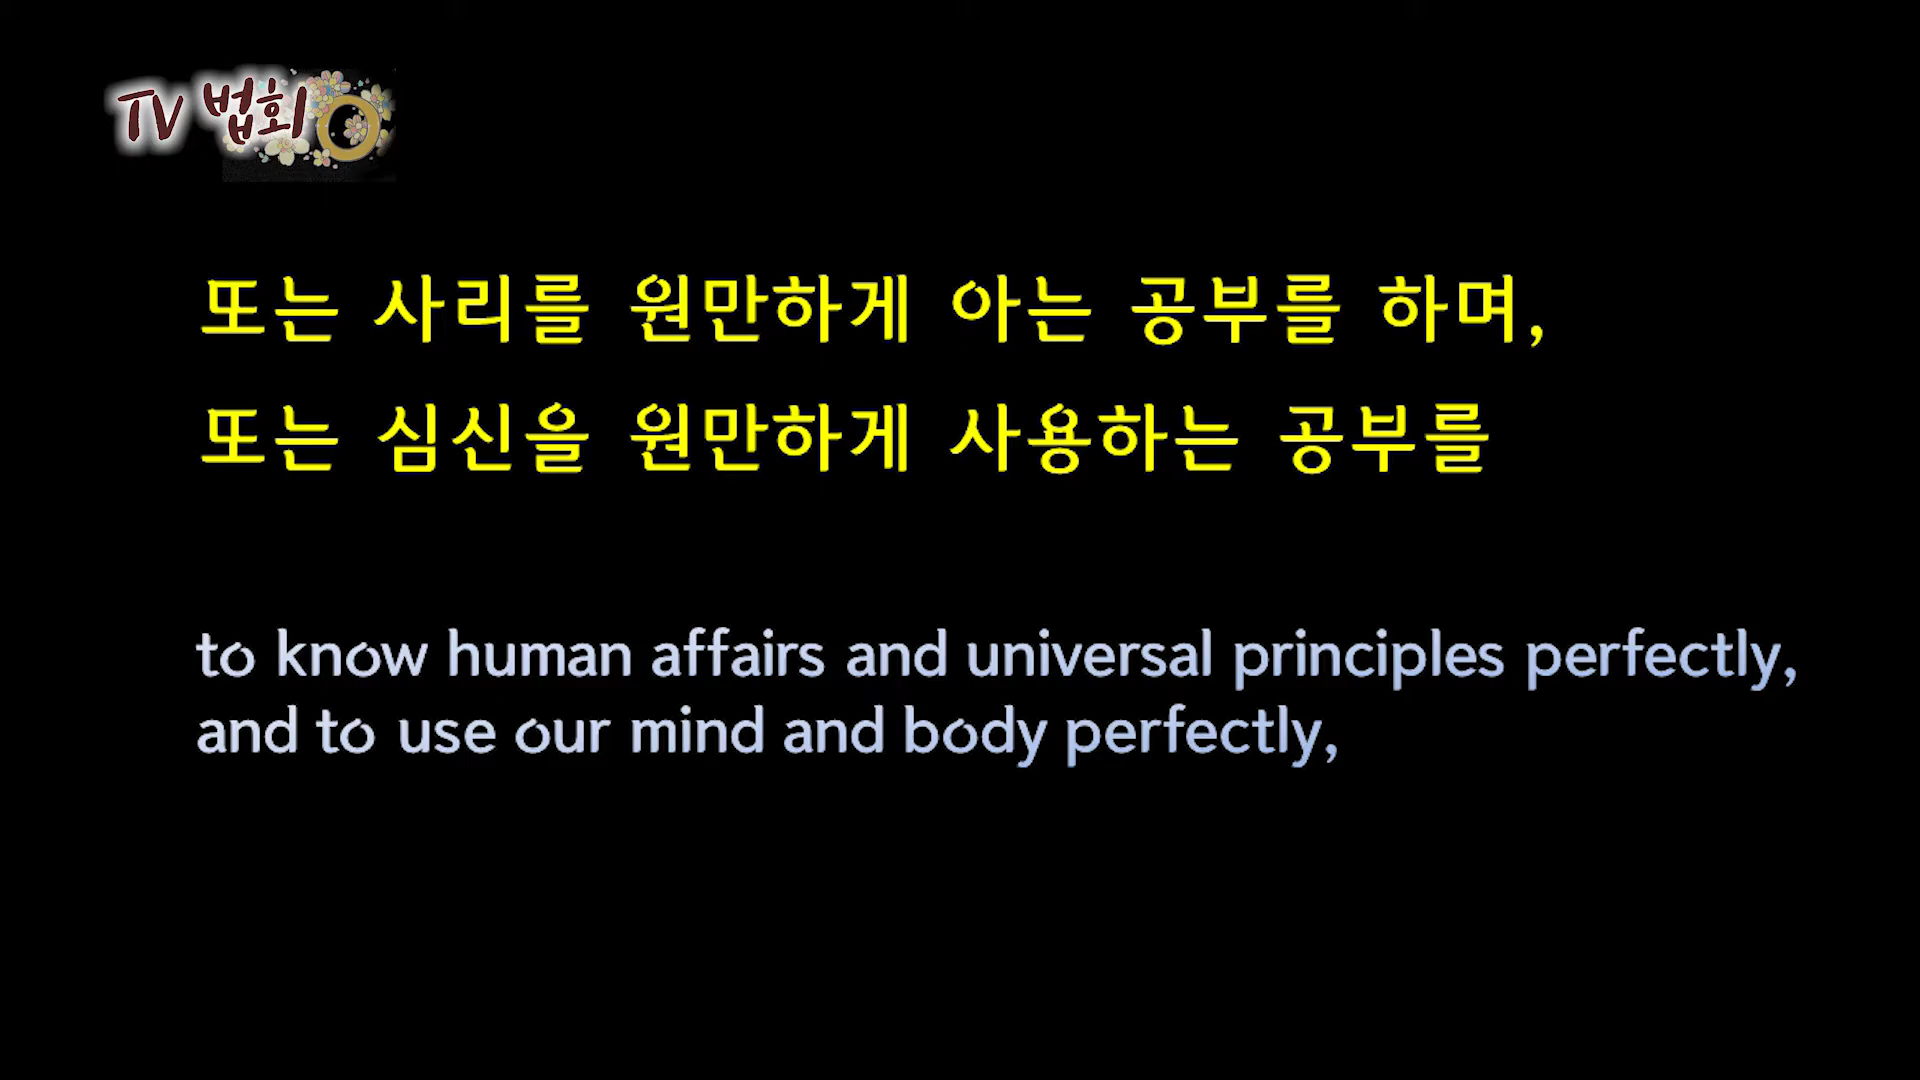 TV 법회
또는 사리를 원만하게 아는 공부를 하며,
또는 심신을 원만하게 사용하는 공부를
to know human affairs and universal principles perfectly,
and to use our mind and body perfectly,